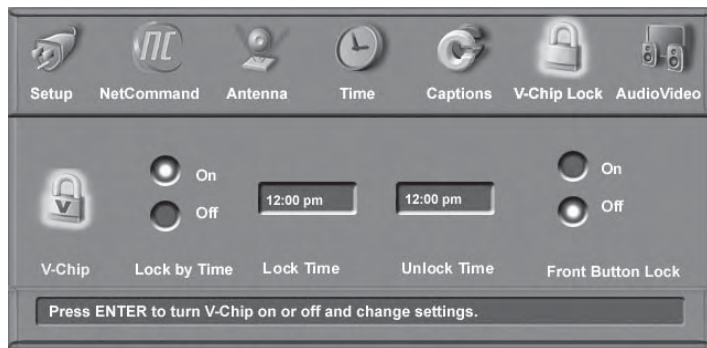 Setup NetCommand Antenna Time Captions V-Chip Lock AudioVideo
On
Off
12:00 pm
12:00 pm
On
Off
V
V-Chip Lock by Time Lock Time Unlock Time Front Button Lock
Press ENTER to turn V-Chip on or off and change settings.